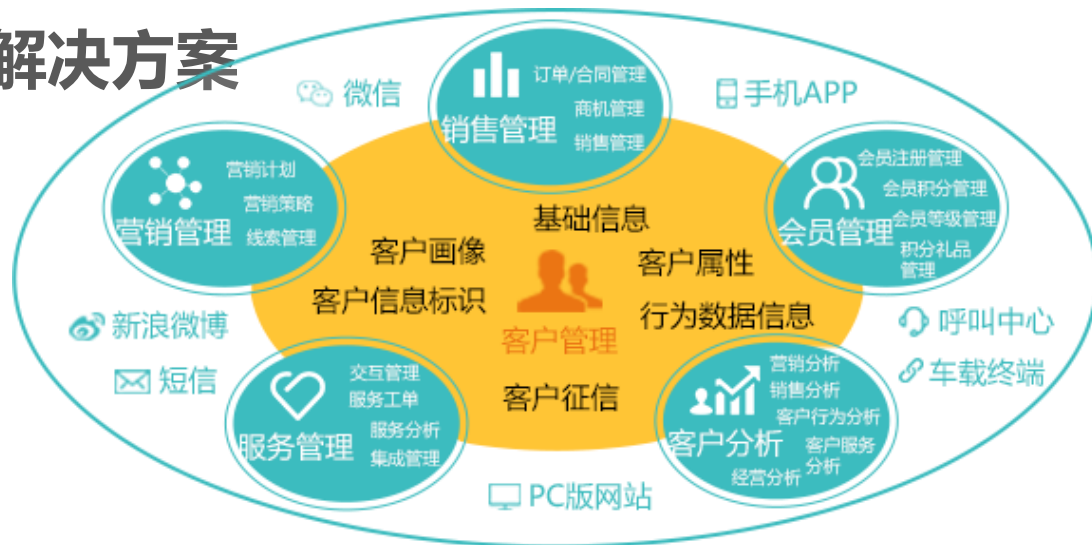 解决方案
微信
手机APP
订单/合同管理
商机管理
销售管理
销售管理
营销计划
营销策略
线索管理
营销管理
会员注册管理
会员积分管理
会员等级管理
积分礼品
管理
会员管理
基础信息
客户画像
客户属性
客户信息标识
行为数据信息
客户管理
客户征信
新浪微博
短信
呼叫中心
车载终端
交互管理
服务工单
服务分析
集成管理
服务管理
营销分析
销售分析
客户行为分析
客户服务
分析
经营分析
客户分析
PC版网站